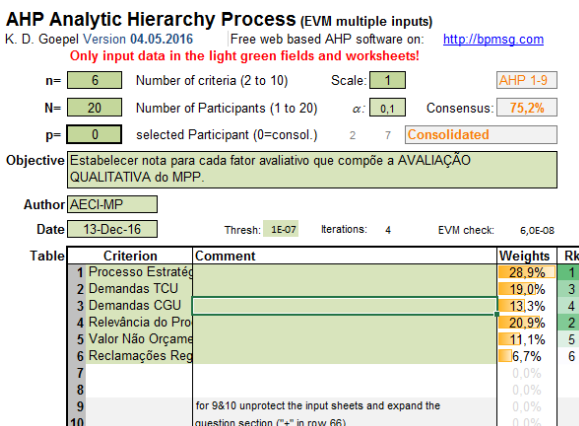 AHP Analytic Hierarchy Process (EVM multiple inputs)
K. D. Goepel Version 04.05.2016 Free web based AHP software on: http://bpmsg.com
Only input data in the light green fields and worksheets!
n= 6 Number of criteria (2 to 10) Scale: 1 AHP 1-9
N= 20 Number of Participants (1 to 20) α: 0,1 Consensus: 75,2%
p= 0 selected Participant (0=consol.) 2 7 Consolidated
Objective Estabelecer nota para cada fator avaliativo que compõe a AVALIAÇÃO
QUALITATIVA do MPP.
Author AECI-MP
Date 13-Dec-16 Thresh: 1E-07 Iterations: 4 EVM check: 6,0E-08
Table Criterion Comment Weights Rk
1 Processo Estratég 28,9% 1
2 Demandas TCU 19,0% 3
3 Demandas CGU 13,3% 4
4 Relevância do Pro 20,9% 2
5 Valor Não Orçame 11,1% 5
6 Reclamações Reg 6,7% 6
7 0,0%
8 0,0%
9 for 9&10 unprotect the input sheets and expand the 0,0%
10 question section ("+" in row 66) 0,0%